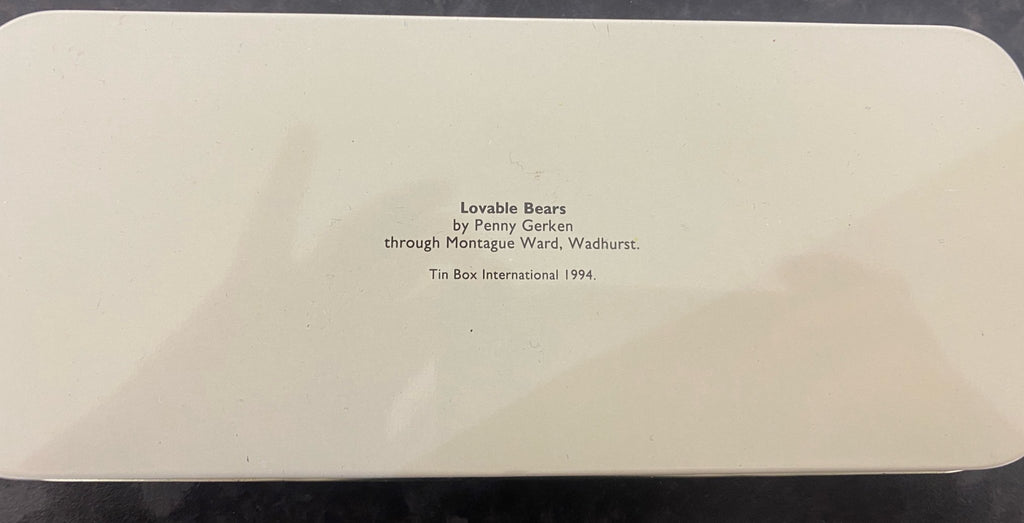 Lovable Bears
by Penny Gerken
through Montague Ward, Wadhurst.
Tin Box International 1994.